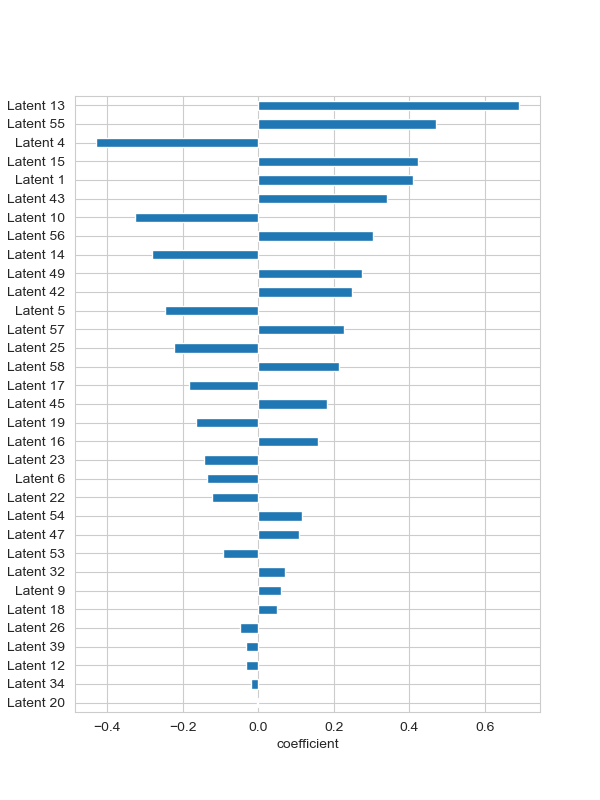 Latent 13
Latent 55
Latent 4
Latent 15
Latent 1
Latent 43
Latent 10
Latent 56
Latent 14
Latent 49
Latent 42
Latent 5
Latent 57
Latent 25
Latent 58
Latent 17
Latent 45
Latent 19
Latent 16
Latent 23
Latent 6
Latent 22
Latent 54
Latent 47
Latent 53
Latent 32
Latent 9
Latent 18
Latent 26
Latent 39
Latent 12
Latent 34
Latent 20
−0.4 −0.2 0.0 0.2 0.4 0.6
coefficient